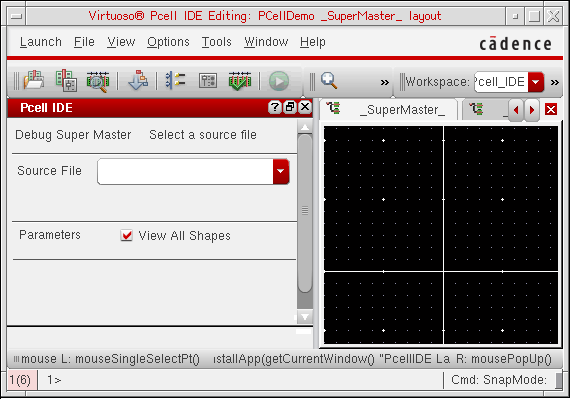 Virtuoso® Pcell IDE Editing: PCellDemo _SuperMaster_ layout
Launch File View Options Tools Window Help
cādence
» Workspace: Pcell_IDE »
Pcell IDE
_SuperMaster_
Debug Super Master Select a source file
Source File
Parameters View All Shapes
mouse L: mouseSingleSelectPt() ıstallApp(getCurrentWindow() "PcellIDE La R: mousePopUp()
1(6) 1> Cmd: SnapMode: